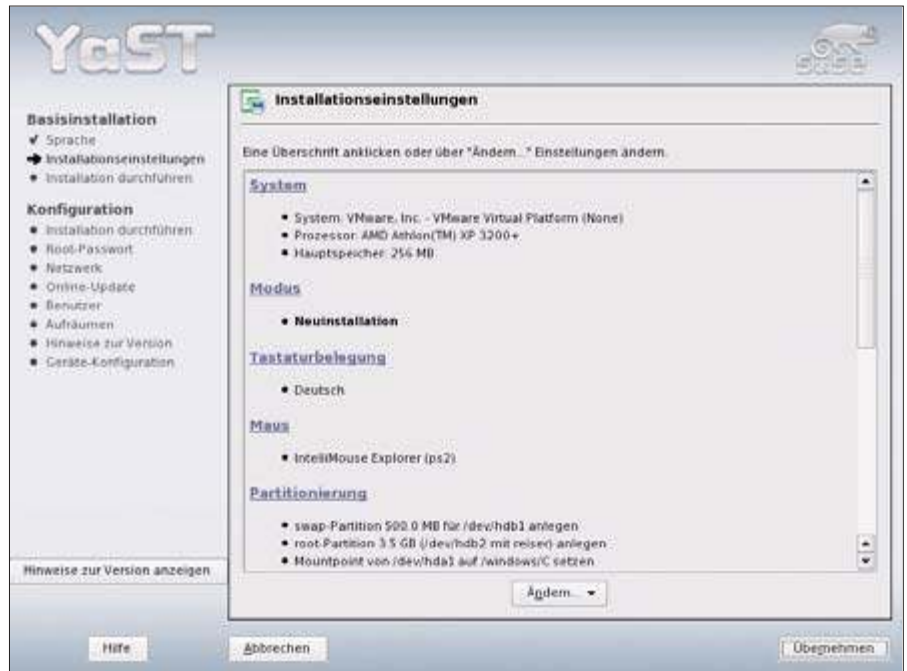 YaST
SUSE
Basisinstallation
Sprache
Installationseinstellungen
Installation durchführen
Konfiguration
Installation durchführen
Root-Passwort
Netzwerk
Online-Update
Benutzer
Aufräumen
Hinweise zur Version
Geräte-Konfiguration
Hinweise zur Version anzeigen
Hilfe
Installationseinstellungen
Eine Überschrift anklicken oder über "Ändern..." Einstellungen ändern.
System
System: VMware, Inc. - VMware Virtual Platform (None)
Prozessor: AMD Athlon(TM) XP 3200+
Hauptspeicher: 256 MB
Modus
Neuinstallation
Tastaturbelegung
Deutsch
Maus
IntelliMouse Explorer (ps2)
Partitionierung
swap-Partition 500.0 MB für /dev/hdb1 anlegen
root-Partition 3.5 GB (/dev/hdb2 mit reiser) anlegen
Mountpoint von /dev/hda1 auf /windows/C setzen
Ändern...
Abbrechen
Übernehmen